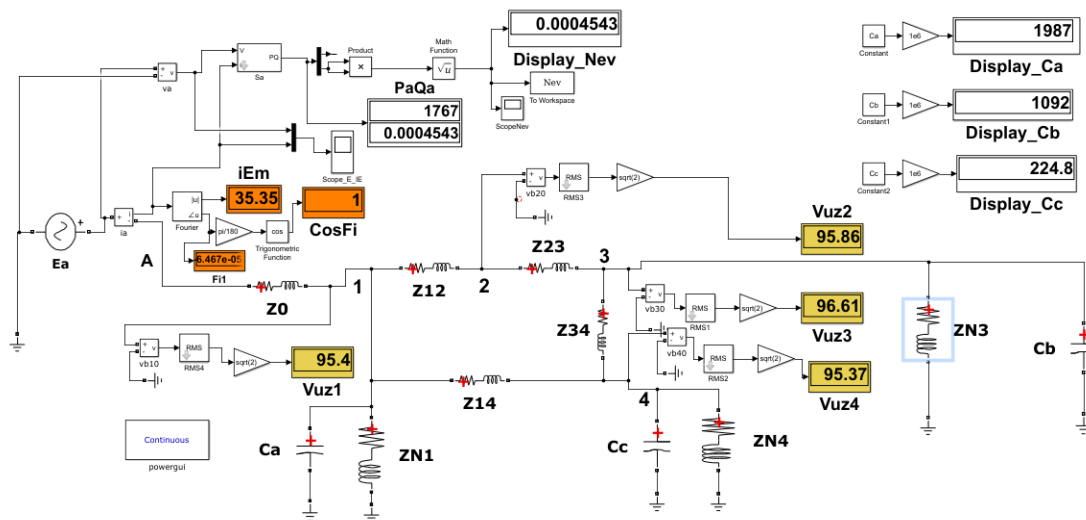 0.0004543
Display_Nev
Math
Function
Product
×
√u
Nev
To Workspace
ScopeNev
PaQa
1767
0.0004543
V
I
PQ
Sa
+
-
v
va
Scope_E_IE
iEm
35.35
1
CosFi
|u|
∠u
Fourier
pi/180
cos
Trigonometric
Function
6.467e-05
Fi1
+
-
i
ia
Ea
+
A
Z0
1
Z12
2
Z23
3
Z34
Z14
4
+
-
v
vb20
RMS
RMS3
sqrt(2)
Vuz2
95.86
+
-
v
vb30
RMS
RMS1
sqrt(2)
96.61
Vuz3
+
-
v
vb40
RMS
RMS2
sqrt(2)
95.37
Vuz4
+
-
v
vb10
RMS
RMS4
sqrt(2)
95.4
Vuz1
Ca
ZN1
Cc
ZN4
ZN3
Cb
Continuous
powergui
Ca
Constant
1e6
1987
Display_Ca
Cb
Constant1
1e6
1092
Display_Cb
Cc
Constant2
1e6
224.8
Display_Cc